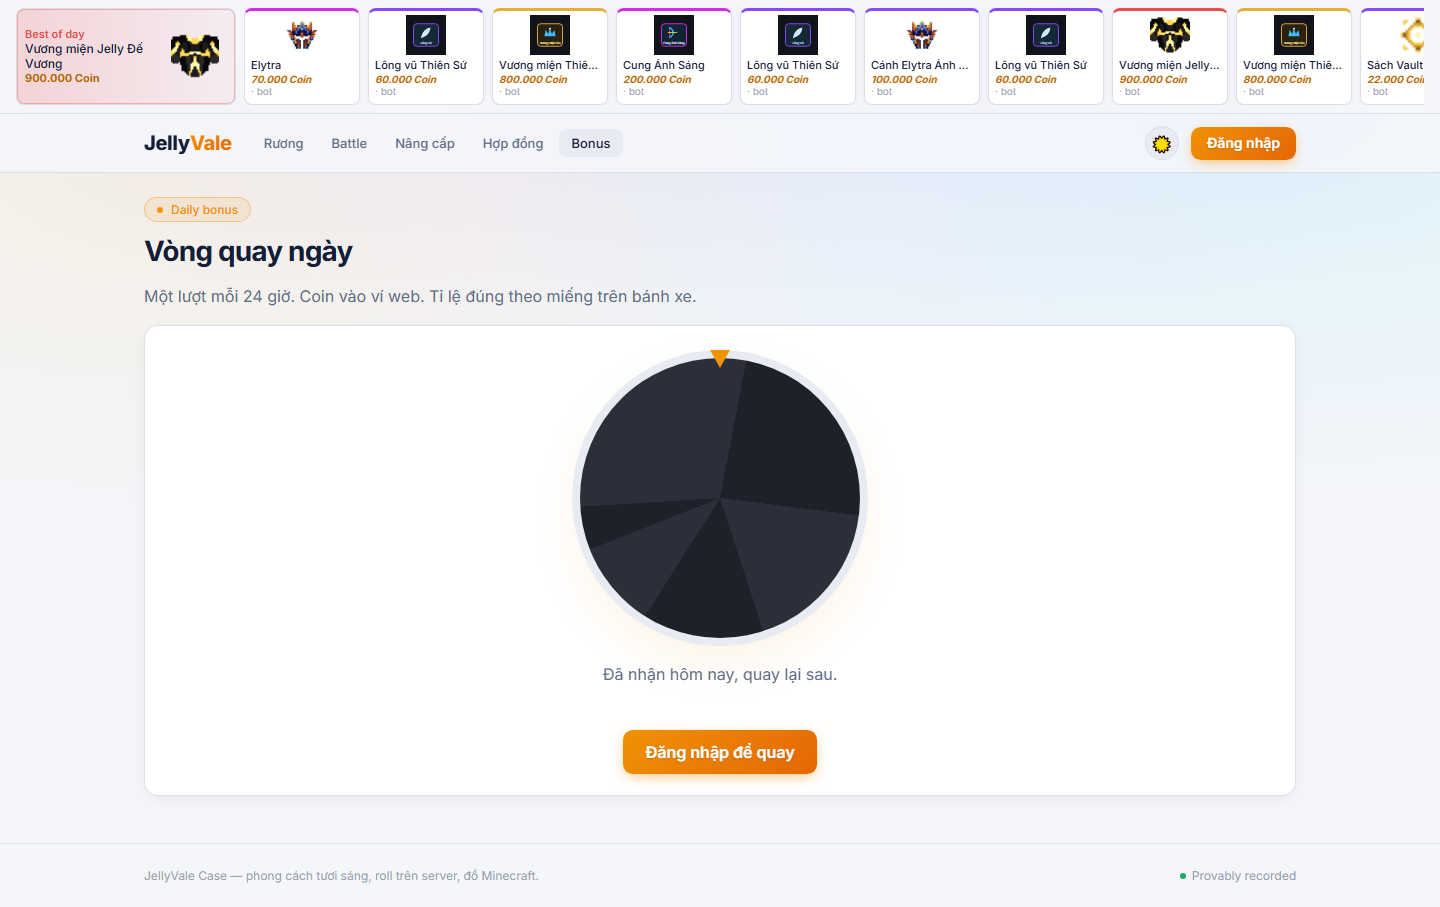 Best of day
Vương miện Jelly Đế
Vương
900.000 Coin
Elytra
70.000 Coin
· bot
Lông vũ Thiên Sứ
60.000 Coin
· bot
Vương miện Thiê...
800.000 Coin
· bot
Cung Ánh Sáng
200.000 Coin
· bot
Lông vũ Thiên Sứ
60.000 Coin
· bot
Cánh Elytra Ánh ...
100.000 Coin
· bot
Lông vũ Thiên Sứ
60.000 Coin
· bot
Vương miện Jelly...
900.000 Coin
· bot
Vương miện Thiê...
800.000 Coin
· bot
Sách Vault
22.000 Coin
· bot
JellyVale
Rương
Battle
Nâng cấp
Hợp đồng
Bonus
Đăng nhập
Daily bonus
Vòng quay ngày
Một lượt mỗi 24 giờ. Coin vào ví web. Tỉ lệ đúng theo miếng trên bánh xe.
Đã nhận hôm nay, quay lại sau.
Đăng nhập để quay
JellyVale Case — phong cách tươi sáng, roll trên server, đồ Minecraft.
Provably recorded